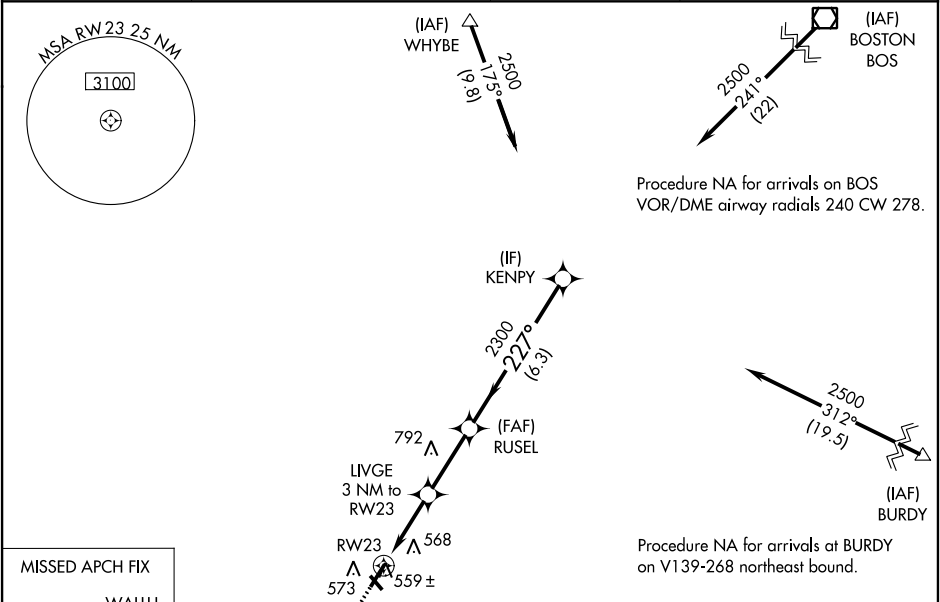 MSA RW 23 25 NM
3100
(IAF)
WHYBE
2500
175°
(9.8)
(IAF)
BOSTON
BOS
2500
241°
(22)
Procedure NA for arrivals on BOS
VOR/DME airway radials 240 CW 278.
(IF)
KENPY
2300
227°
(6.3)
(FAF)
RUSEL
792
LIVGE
3 NM to
RW23
2500
312°
(19.5)
(IAF)
BURDY
RW23
568
573
559 ±
Procedure NA for arrivals at BURDY
on V139-268 northeast bound.
MISSED APCH FIX